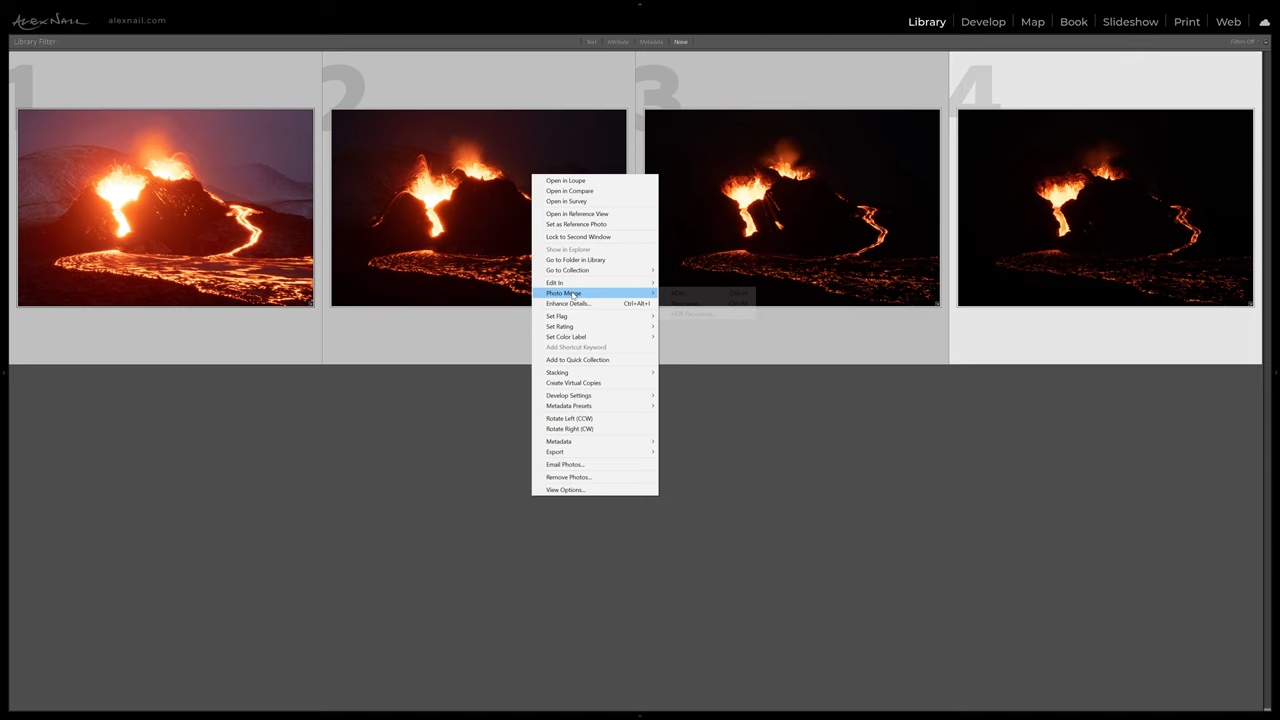 ALEX NAIL alexnail.com
Library | Develop | Map | Book | Slideshow | Print | Web
Library Filter: Text Attribute Metadata None Filters Off
1 2 3 4
Open in Loupe
Open in Compare
Open in Survey
Open in Reference View
Set as Reference Photo
Lock to Second Window
Show in Explorer
Go to Folder in Library
Go to Collection
Edit In
Photo Merge
Enhance Details... Ctrl+Alt+I
Set Flag
Set Rating
Set Color Label
Add Shortcut Keyword
Add to Quick Collection
Stacking
Create Virtual Copies
Develop Settings
Metadata Presets
Rotate Left (CCW)
Rotate Right (CW)
Metadata
Export
Email Photos...
Remove Photos...
View Options...